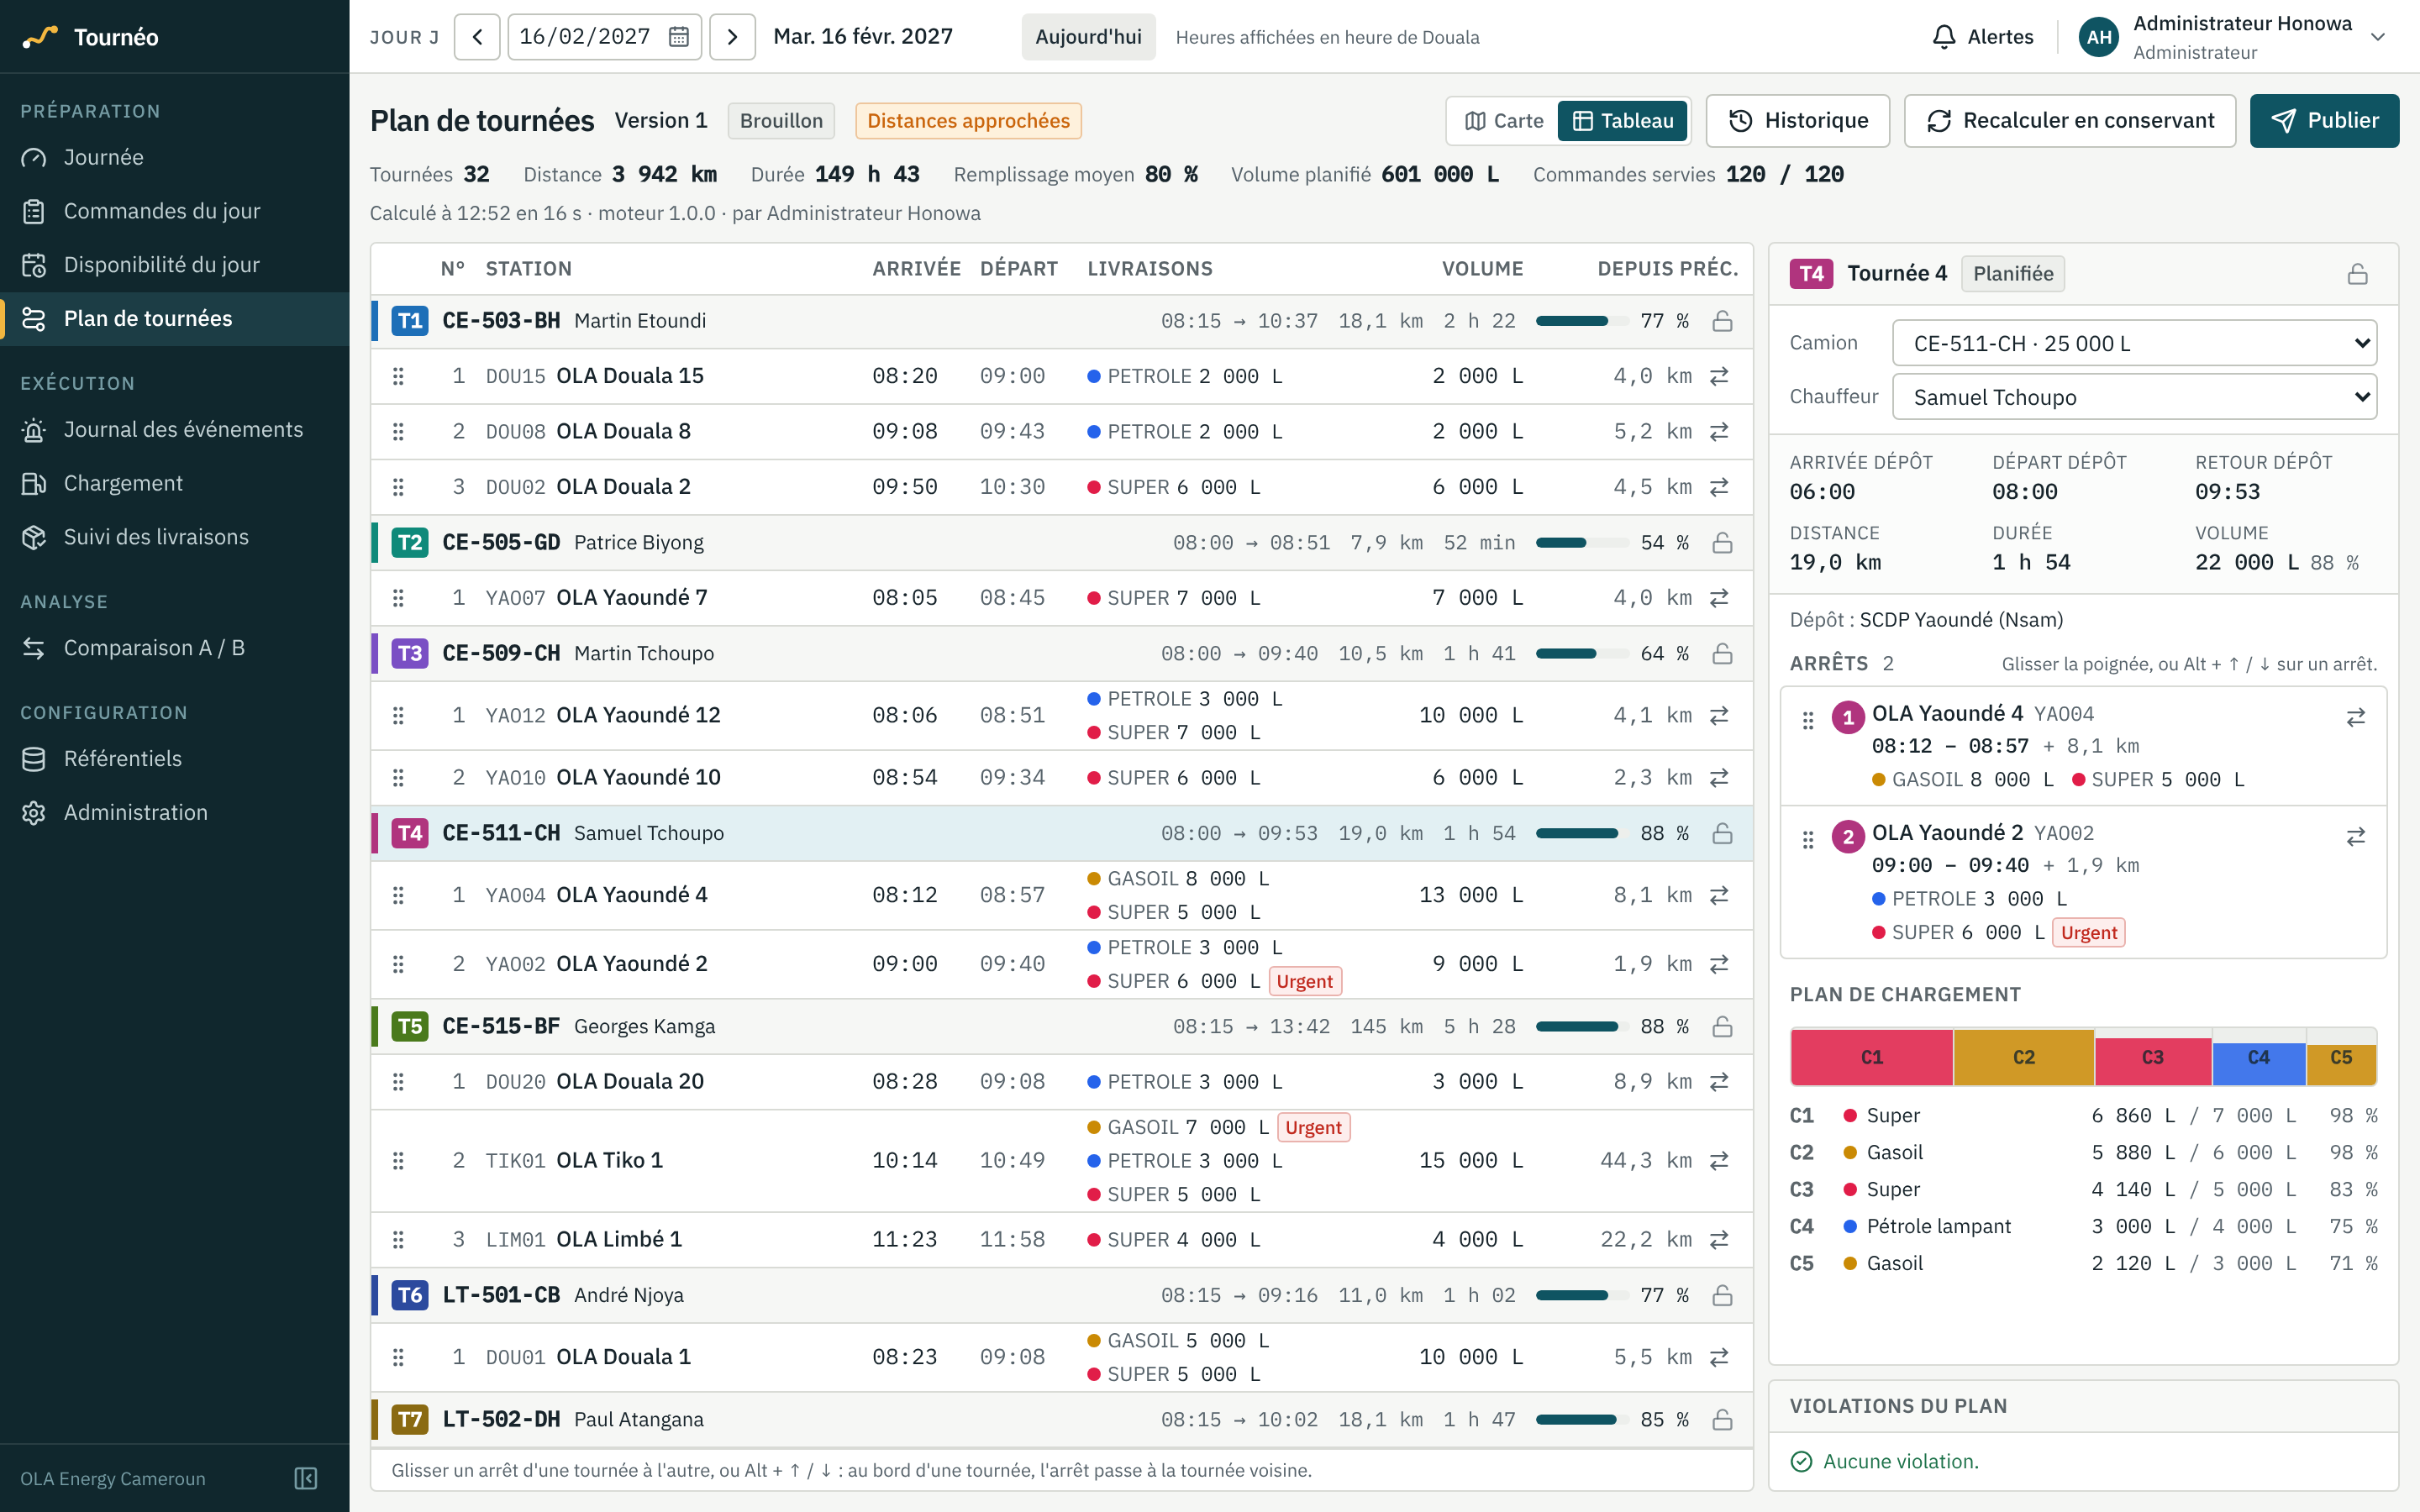 Tournéo
PRÉPARATION
Journée
Commandes du jour
Disponibilité du jour
Plan de tournées
EXÉCUTION
Journal des événements
Chargement
Suivi des livraisons
ANALYSE
Comparaison A / B
CONFIGURATION
Référentiels
Administration
OLA Energy Cameroun
JOUR J 16/02/2027 Mar. 16 févr. 2027 Aujourd'hui Heures affichées en heure de Douala
Alertes AH Administrateur Honowa
Administrateur
Plan de tournées Version 1 Brouillon Distances approchées
Carte Tableau Historique Recalculer en conservant Publier
Tournées 32 Distance 3 942 km Durée 149 h 43 Remplissage moyen 80 % Volume planifié 601 000 L Commandes servies 120 / 120
Calculé à 12:52 en 16 s · moteur 1.0.0 · par Administrateur Honowa
N° STATION ARRIVÉE DÉPART LIVRAISONS VOLUME DEPUIS PRÉC.
T1 CE-503-BH Martin Etoundi 08:15 → 10:37 18,1 km 2 h 22 77 %
1 DOU15 OLA Douala 15 08:20 09:00 PETROLE 2 000 L 2 000 L 4,0 km
2 DOU08 OLA Douala 8 09:08 09:43 PETROLE 2 000 L 2 000 L 5,2 km
3 DOU02 OLA Douala 2 09:50 10:30 SUPER 6 000 L 6 000 L 4,5 km
T2 CE-505-GD Patrice Biyong 08:00 → 08:51 7,9 km 52 min 54 %
1 YAO07 OLA Yaoundé 7 08:05 08:45 SUPER 7 000 L 7 000 L 4,0 km
T3 CE-509-CH Martin Tchoupo 08:00 → 09:40 10,5 km 1 h 41 64 %
1 YAO12 OLA Yaoundé 12 08:06 08:51 PETROLE 3 000 L 10 000 L 4,1 km
SUPER 7 000 L
2 YAO10 OLA Yaoundé 10 08:54 09:34 SUPER 6 000 L 6 000 L 2,3 km
T4 CE-511-CH Samuel Tchoupo 08:00 → 09:53 19,0 km 1 h 54 88 %
1 YAO04 OLA Yaoundé 4 08:12 08:57 GASOIL 8 000 L 13 000 L 8,1 km
SUPER 5 000 L
2 YAO02 OLA Yaoundé 2 09:00 09:40 PETROLE 3 000 L 9 000 L 1,9 km
SUPER 6 000 L Urgent
T5 CE-515-BF Georges Kamga 08:15 → 13:42 145 km 5 h 28 88 %
1 DOU20 OLA Douala 20 08:28 09:08 PETROLE 3 000 L 3 000 L 8,9 km
GASOIL 7 000 L Urgent
2 TIK01 OLA Tiko 1 10:14 10:49 PETROLE 3 000 L 15 000 L 44,3 km
SUPER 5 000 L
3 LIM01 OLA Limbé 1 11:23 11:58 SUPER 4 000 L 4 000 L 22,2 km
T6 LT-501-CB André Njoya 08:15 → 09:16 11,0 km 1 h 02 77 %
1 DOU01 OLA Douala 1 08:23 09:08 GASOIL 5 000 L 10 000 L 5,5 km
SUPER 5 000 L
T7 LT-502-DH Paul Atangana 08:15 → 10:02 18,1 km 1 h 47 85 %
Glisser un arrêt d'une tournée à l'autre, ou Alt + ↑ / ↓ : au bord d'une tournée, l'arrêt passe à la tournée voisine.
T4 Tournée 4 Planifiée
Camion CE-511-CH · 25 000 L
Chauffeur Samuel Tchoupo
ARRIVÉE DÉPÔT DÉPART DÉPÔT RETOUR DÉPÔT
06:00 08:00 09:53
DISTANCE DURÉE VOLUME
19,0 km 1 h 54 22 000 L 88 %
Dépôt : SCDP Yaoundé (Nsam)
ARRÊTS 2 Glisser la poignée, ou Alt + ↑ / ↓ sur un arrêt.
1 OLA Yaoundé 4 YAO04
08:12 – 08:57 + 8,1 km
GASOIL 8 000 L SUPER 5 000 L
2 OLA Yaoundé 2 YAO02
09:00 – 09:40 + 1,9 km
PETROLE 3 000 L
SUPER 6 000 L Urgent
PLAN DE CHARGEMENT
C1 C2 C3 C4 C5
C1 Super 6 860 L / 7 000 L 98 %
C2 Gasoil 5 880 L / 6 000 L 98 %
C3 Super 4 140 L / 5 000 L 83 %
C4 Pétrole lampant 3 000 L / 4 000 L 75 %
C5 Gasoil 2 120 L / 3 000 L 71 %
VIOLATIONS DU PLAN
Aucune violation.